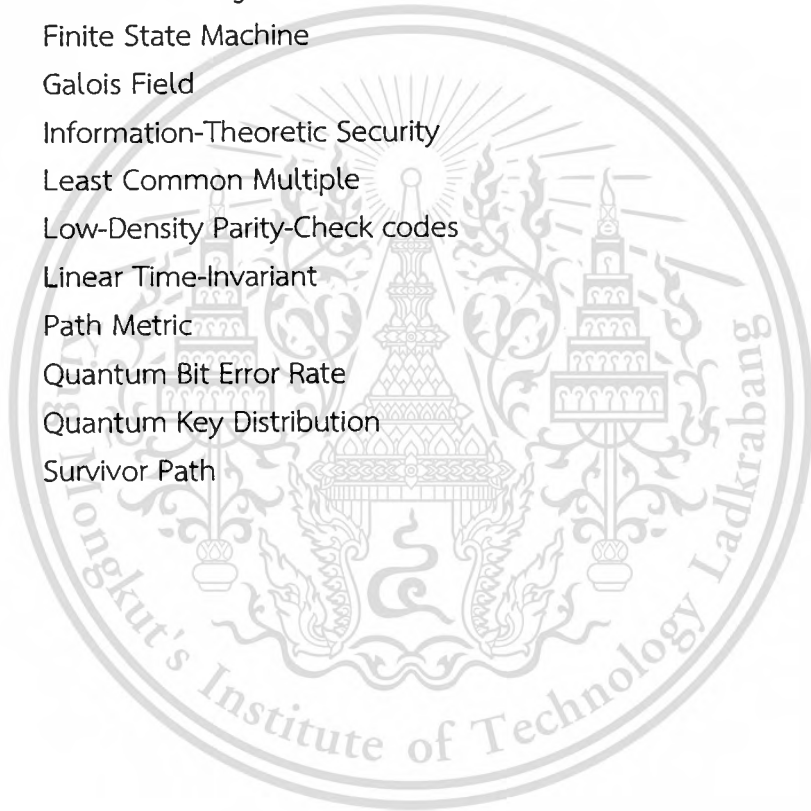 Finite State Machine
Galois Field
Information-Theoretic Security
Least Common Multiple
Low-Density Parity-Check codes
Linear Time-Invariant
Path Metric
Quantum Bit Error Rate
Quantum Key Distribution
Survivor Path
Mongkut's Institute of Technology Ladkrabang